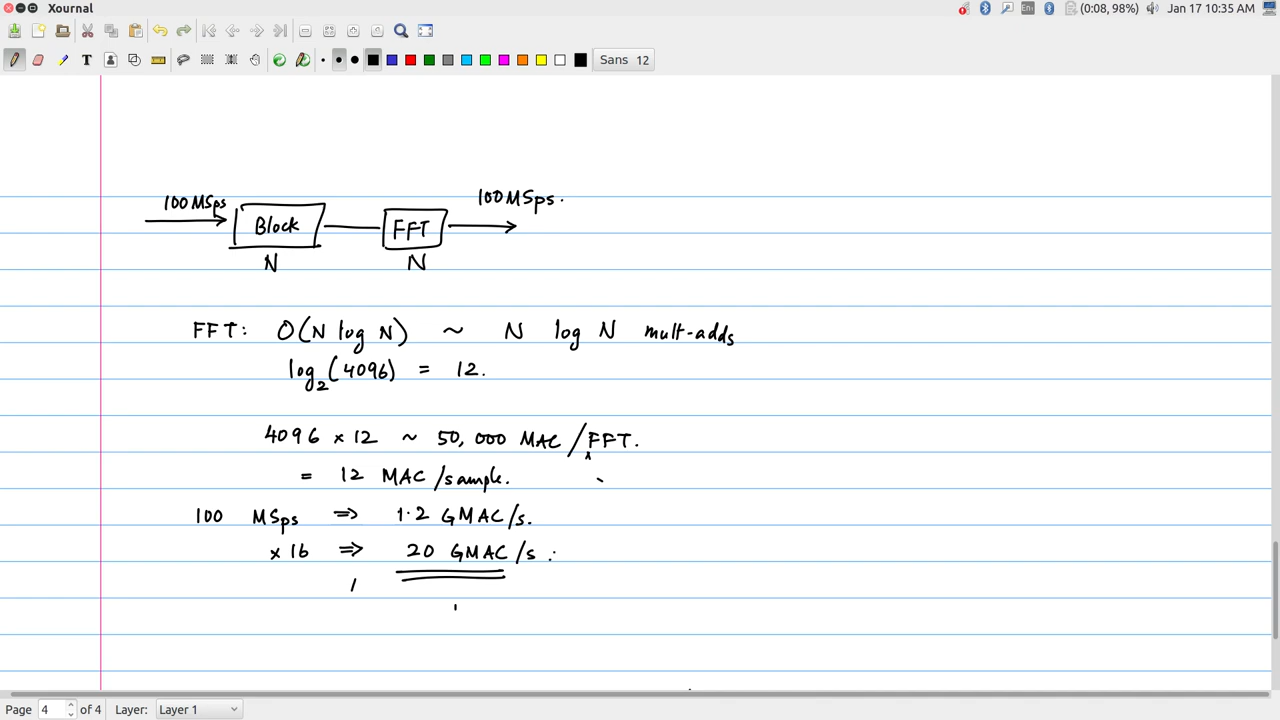 Xournal
(0:08, 98%) Jan 17 10:35 AM
Sans 12
100 MSps
Block
N
FFT
N
100 MSps.
FFT: O(N log N) ~ N log N mult-adds
log₂(4096) = 12.
4096 × 12 ~ 50,000 MAC/FFT.
= 12 MAC/sample.
100 MSps ⇒ 1.2 GMAC/s.
×16 ⇒ 20 GMAC/s.
Page 4 of 4 Layer: Layer 1